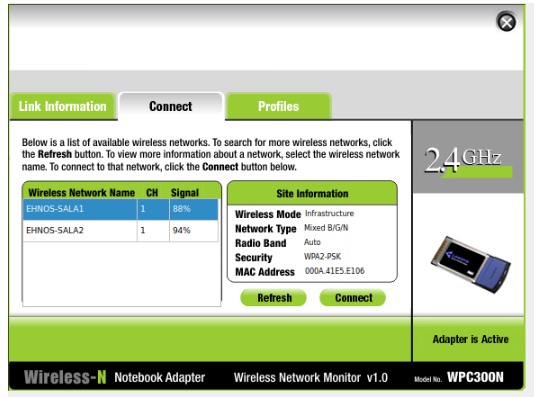 Link Information
Connect
Profiles
Below is a list of available wireless networks. To search for more wireless networks, click
the Refresh button. To view more information about a network, select the wireless network
name. To connect to that network, click the Connect button below.
Wireless Network Name CH Signal
EHNOS-SALA1 1 88%
EHNOS-SALA2 1 94%
Site Information
Wireless Mode Infrastructure
Network Type Mixed B/G/N
Radio Band Auto
Security WPA2-PSK
MAC Address 000A.41E5.E106
Refresh
Connect
2.4GHz
Adapter is Active
Wireless-N Notebook Adapter Wireless Network Monitor v1.0 Model No. WPC300N